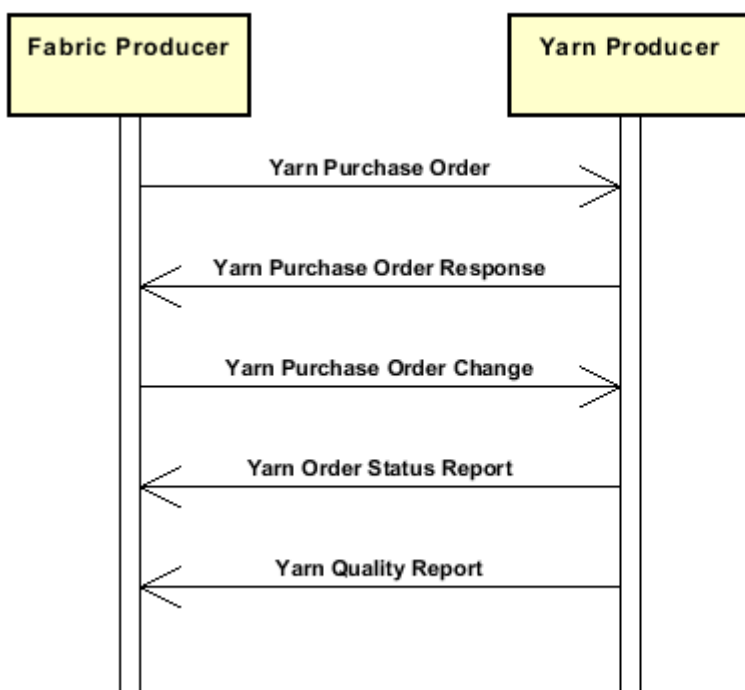 Fabric Producer
Yarn Producer
Yarn Purchase Order
Yarn Purchase Order Response
Yarn Purchase Order Change
Yarn Order Status Report
Yarn Quality Report